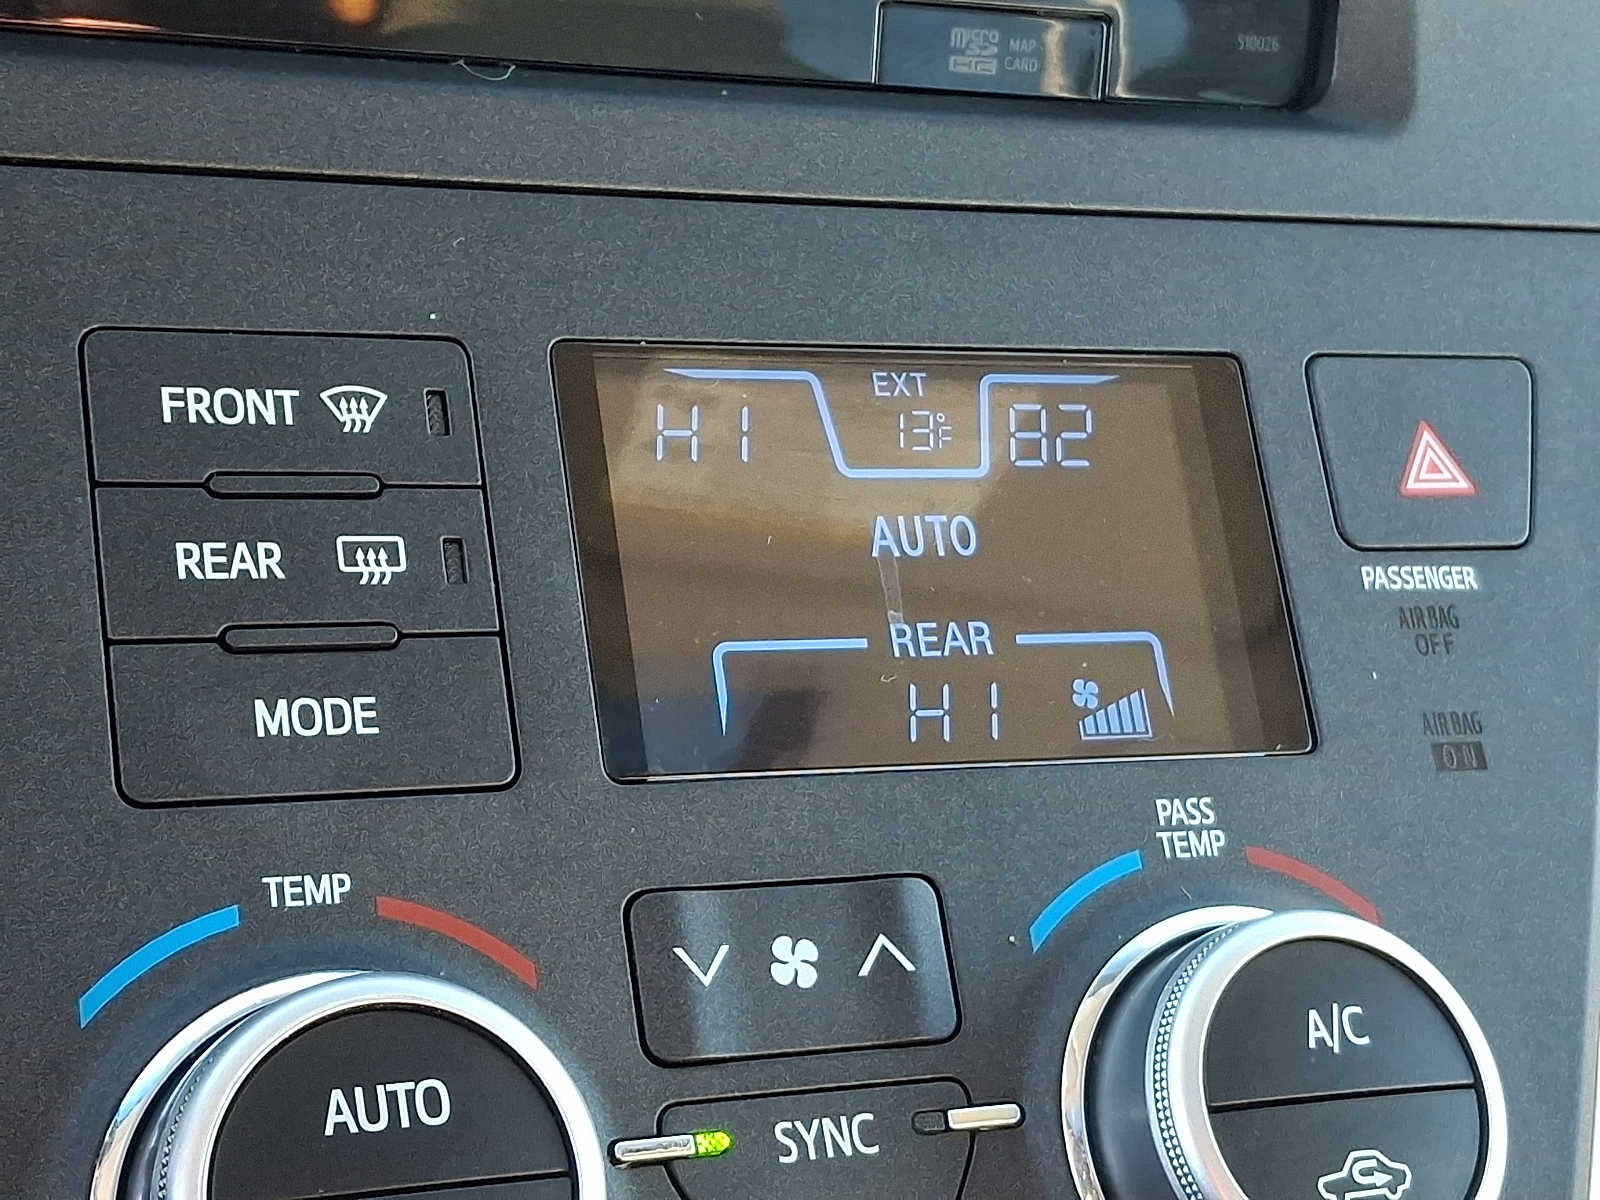 micro
SD
HC
MAP
CARD
510026
FRONT
REAR
MODE
EXT
HI 13°F 82
AUTO
REAR
HI
PASSENGER
AIR BAG
OFF
AIR BAG
ON
TEMP
PASS
TEMP
AUTO
SYNC
A/C